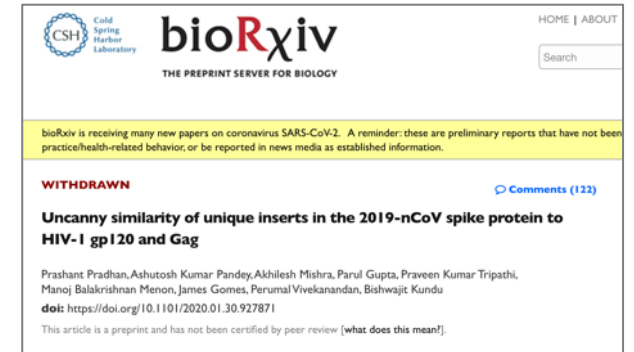 CSH Cold Spring Harbor Laboratory
bioRxiv
THE PREPRINT SERVER FOR BIOLOGY
HOME | ABOUT
Search
bioRxiv is receiving many new papers on coronavirus SARS-CoV-2. A reminder: these are preliminary reports that have not been
practice/health-related behavior, or be reported in news media as established information.
WITHDRAWN
Comments (122)
Uncanny similarity of unique inserts in the 2019-nCoV spike protein to
HIV-1 gp120 and Gag
Prashant Pradhan, Ashutosh Kumar Pandey, Akhilesh Mishra, Parul Gupta, Praveen Kumar Tripathi,
Manoj Balakrishnan Menon, James Gomes, Perumal Vivekanandan, Bishwajit Kundu
doi: https://doi.org/10.1101/2020.01.30.927871
This article is a preprint and has not been certified by peer review [what does this mean?].